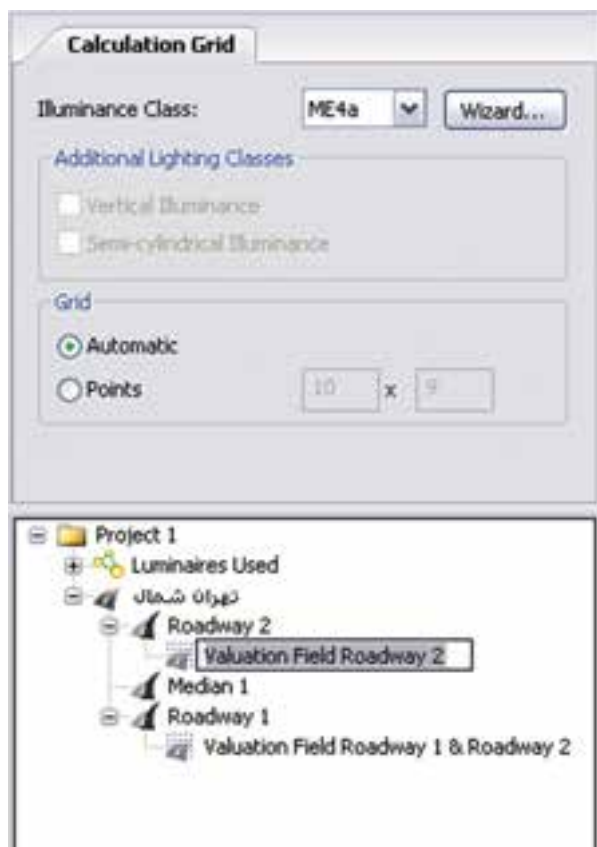 Calculation Grid
Illuminance Class: ME4a Wizard...
Additional Lighting Classes
Vertical Illuminance
Semi-cylindrical Illuminance
Grid
Automatic
Points 10 x 9
Project 1
Luminaires Used
تهران شمال
Roadway 2
Valuation Field Roadway 2
Median 1
Roadway 1
Valuation Field Roadway 1 & Roadway 2